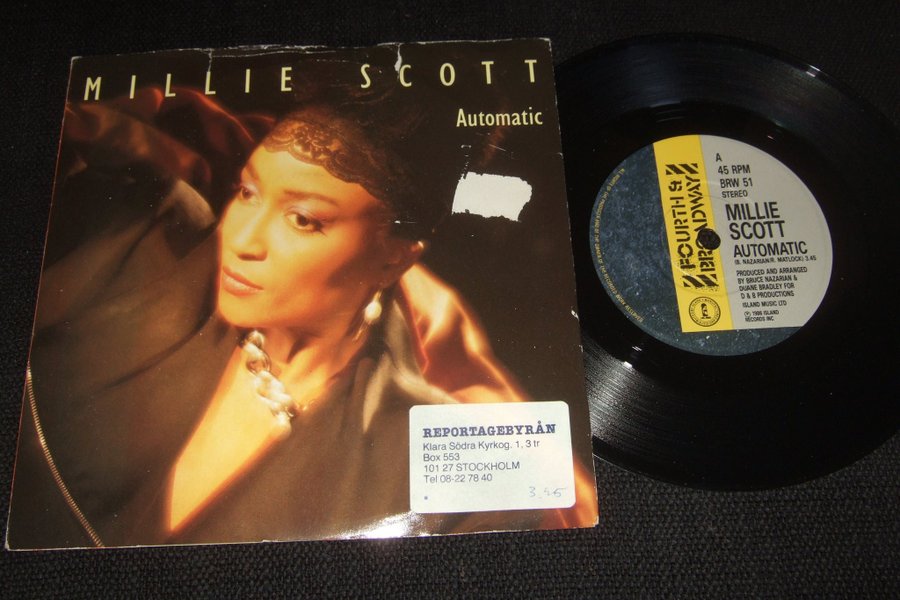 MILLIE SCOTT
Automatic
REPORTAGEBYRÅN
Klara Södra Kyrkog. 1, 3 tr
Box 553
101 27 STOCKHOLM
Tel 08-22 78 40
3.45
FOURTH &
BROADWAY
A
45 RPM
BRW 51
STEREO
MILLIE
SCOTT
AUTOMATIC
(B. NAZARIAN/R. MATLOCK) 3.45
PRODUCED AND ARRANGED
BY BRUCE NAZARIAN &
DUANE BRADLEY FOR
D & B PRODUCTIONS
ISLAND MUSIC LTD
℗ 1986 ISLAND
RECORDS INC